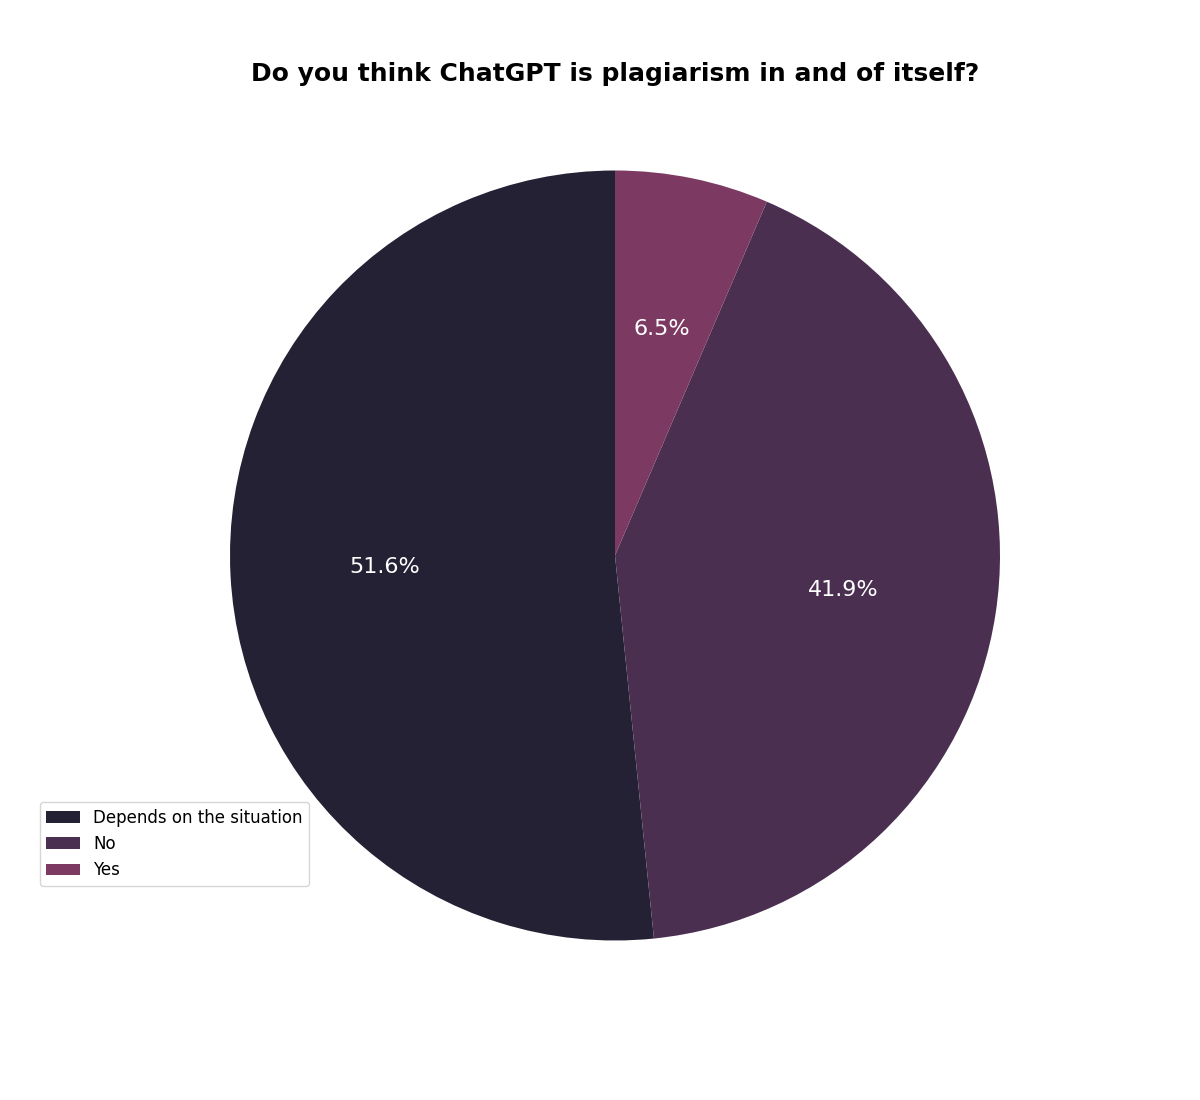 Do you think ChatGPT is plagiarism in and of itself?
6.5%
51.6%
41.9%
Depends on the situation
No
Yes